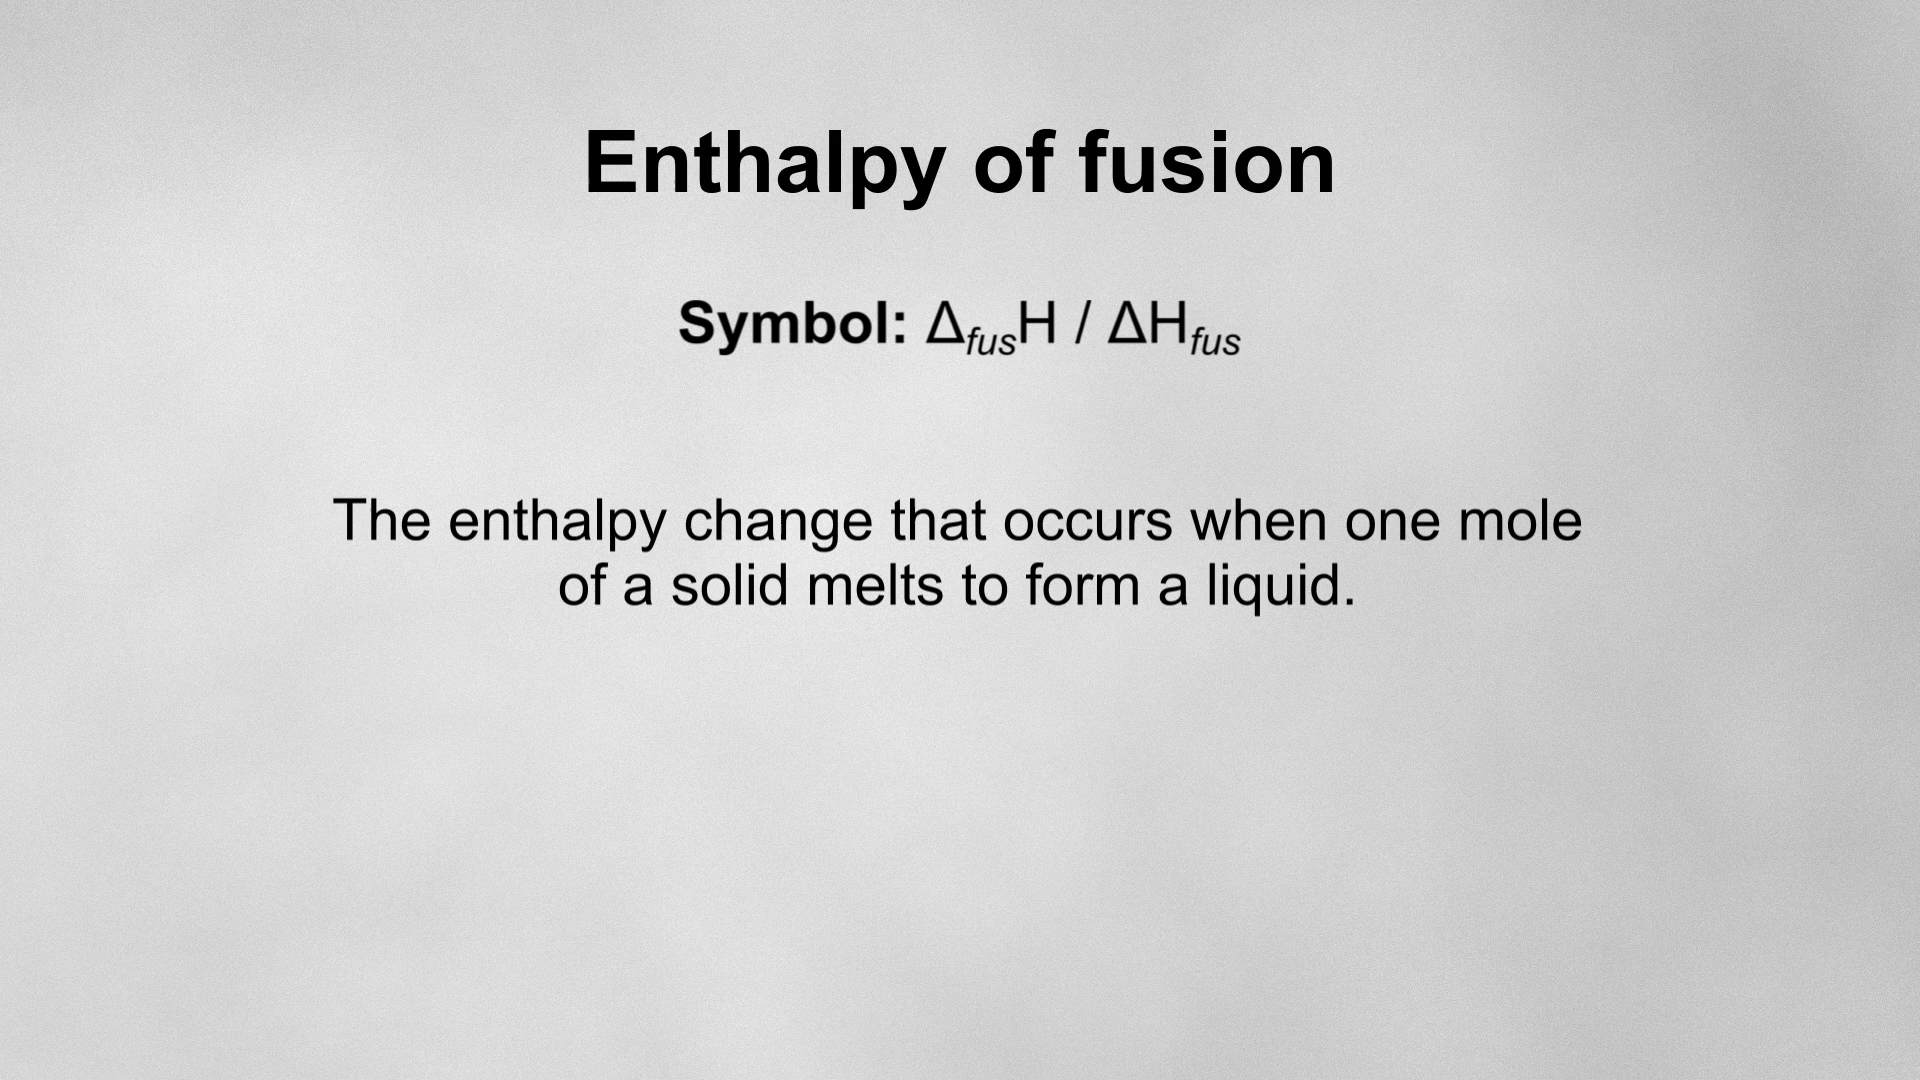 Enthalpy of fusion
Symbol: Δfus​H / ΔHfus
The enthalpy change that occurs when one mole
of a solid melts to form a liquid.